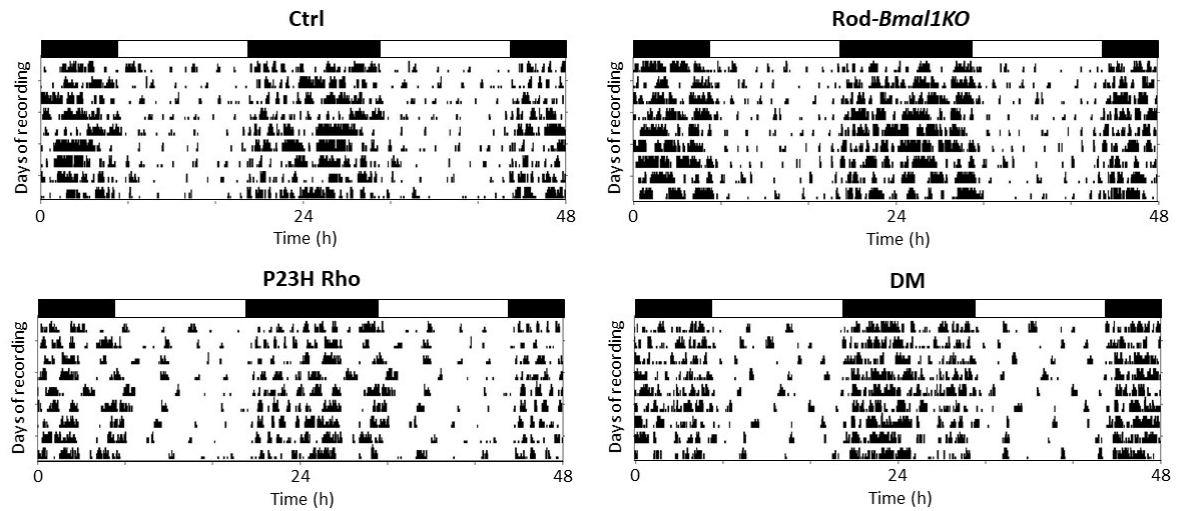 Ctrl
Days of recording
0 24 48
Time (h)
Rod-Bmal1KO
Days of recording
0 24 48
Time (h)
P23H Rho
Days of recording
0 24 48
Time (h)
DM
Days of recording
0 24 48
Time (h)